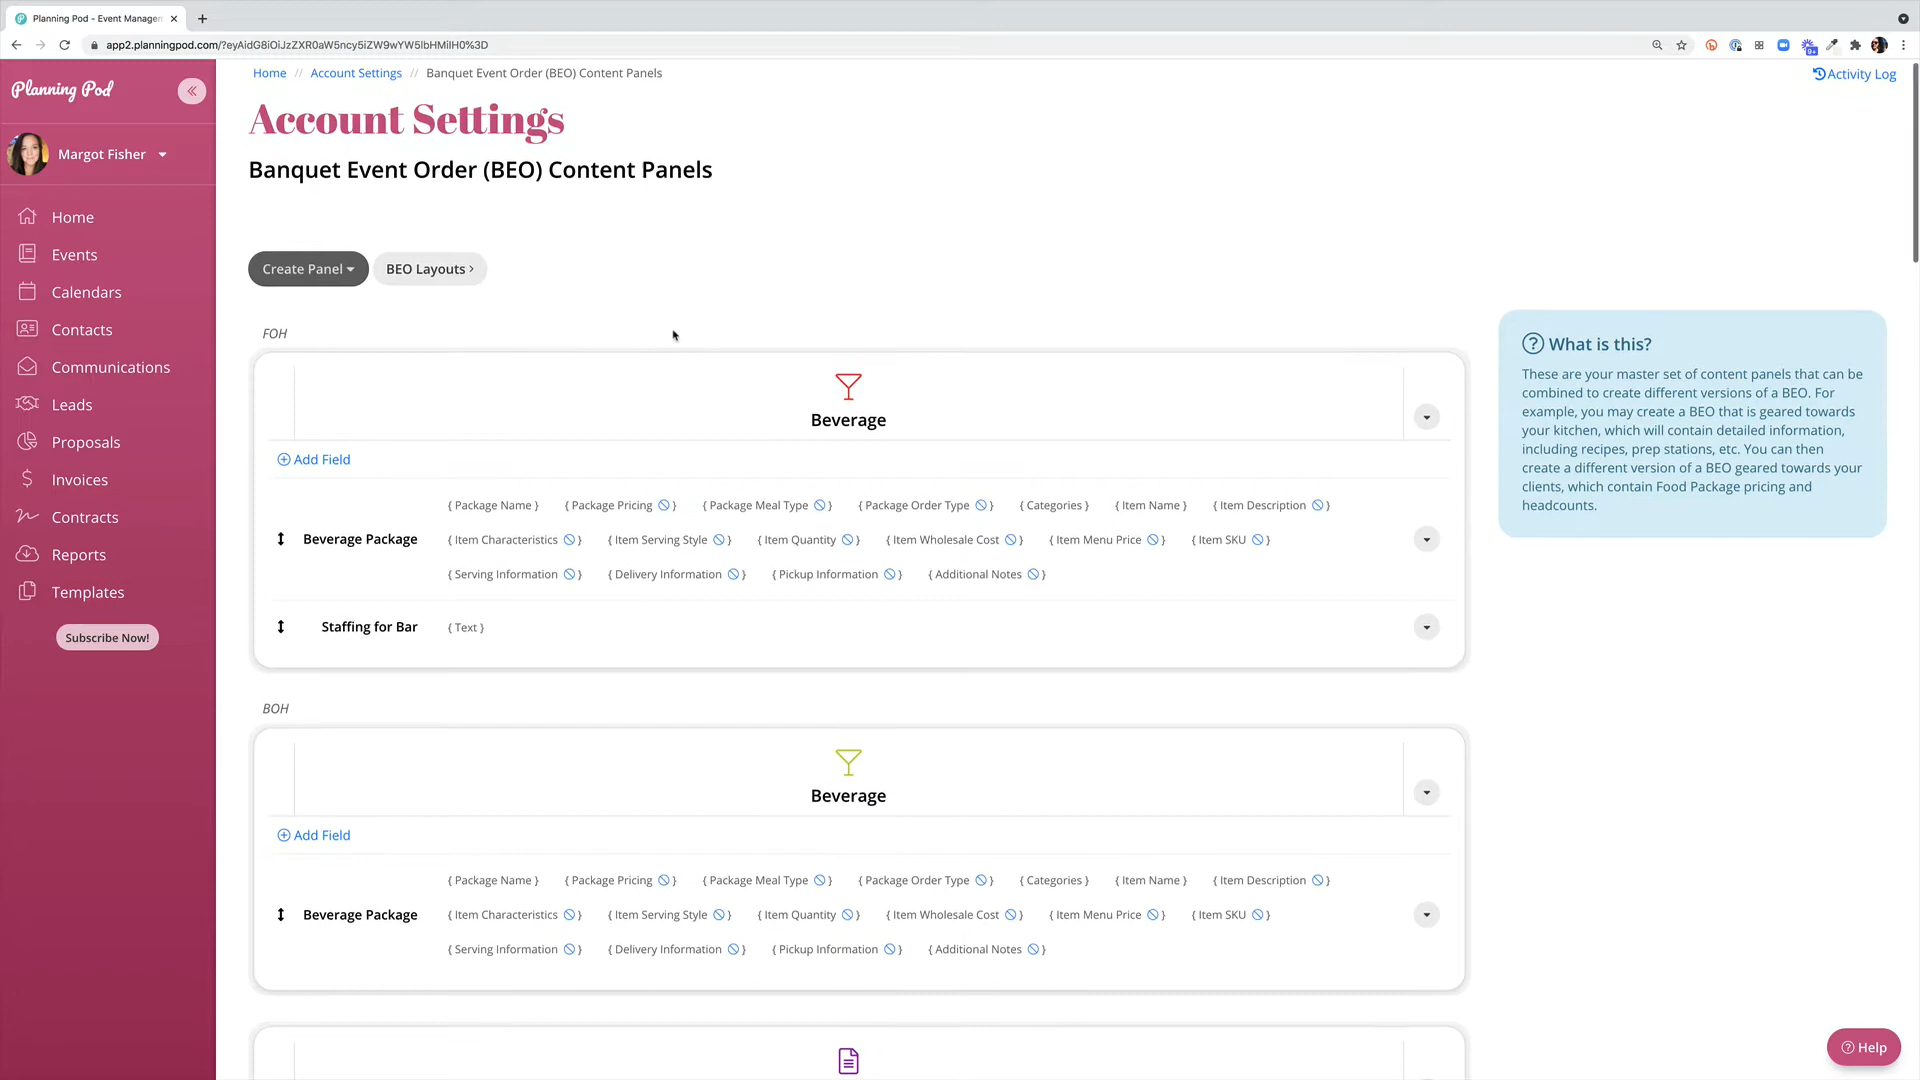 Planning Pod - Event Managem
app2.planningpod.com/?eyAidG8iOiJzZXR0aW5ncy5iZW9wYW5lbHMiIH0%3D
Planning Pod
Margot Fisher
Home
Events
Calendars
Contacts
Communications
Leads
Proposals
Invoices
Contracts
Reports
Templates
Subscribe Now!
Home // Account Settings // Banquet Event Order (BEO) Content Panels
Activity Log
Account Settings
Banquet Event Order (BEO) Content Panels
Create Panel
BEO Layouts ›
FOH
Beverage
Add Field
Beverage Package
{ Package Name } { Package Pricing } { Package Meal Type } { Package Order Type } { Categories } { Item Name } { Item Description }
{ Item Characteristics } { Item Serving Style } { Item Quantity } { Item Wholesale Cost } { Item Menu Price } { Item SKU }
{ Serving Information } { Delivery Information } { Pickup Information } { Additional Notes }
Staffing for Bar { Text }
BOH
Beverage
Add Field
Beverage Package
{ Package Name } { Package Pricing } { Package Meal Type } { Package Order Type } { Categories } { Item Name } { Item Description }
{ Item Characteristics } { Item Serving Style } { Item Quantity } { Item Wholesale Cost } { Item Menu Price } { Item SKU }
{ Serving Information } { Delivery Information } { Pickup Information } { Additional Notes }
? What is this?
These are your master set of content panels that can be
combined to create different versions of a BEO. For
example, you may create a BEO that is geared towards
your kitchen, which will contain detailed information,
including recipes, prep stations, etc. You can then
create a different version of a BEO geared towards your
clients, which contain Food Package pricing and
headcounts.
? Help